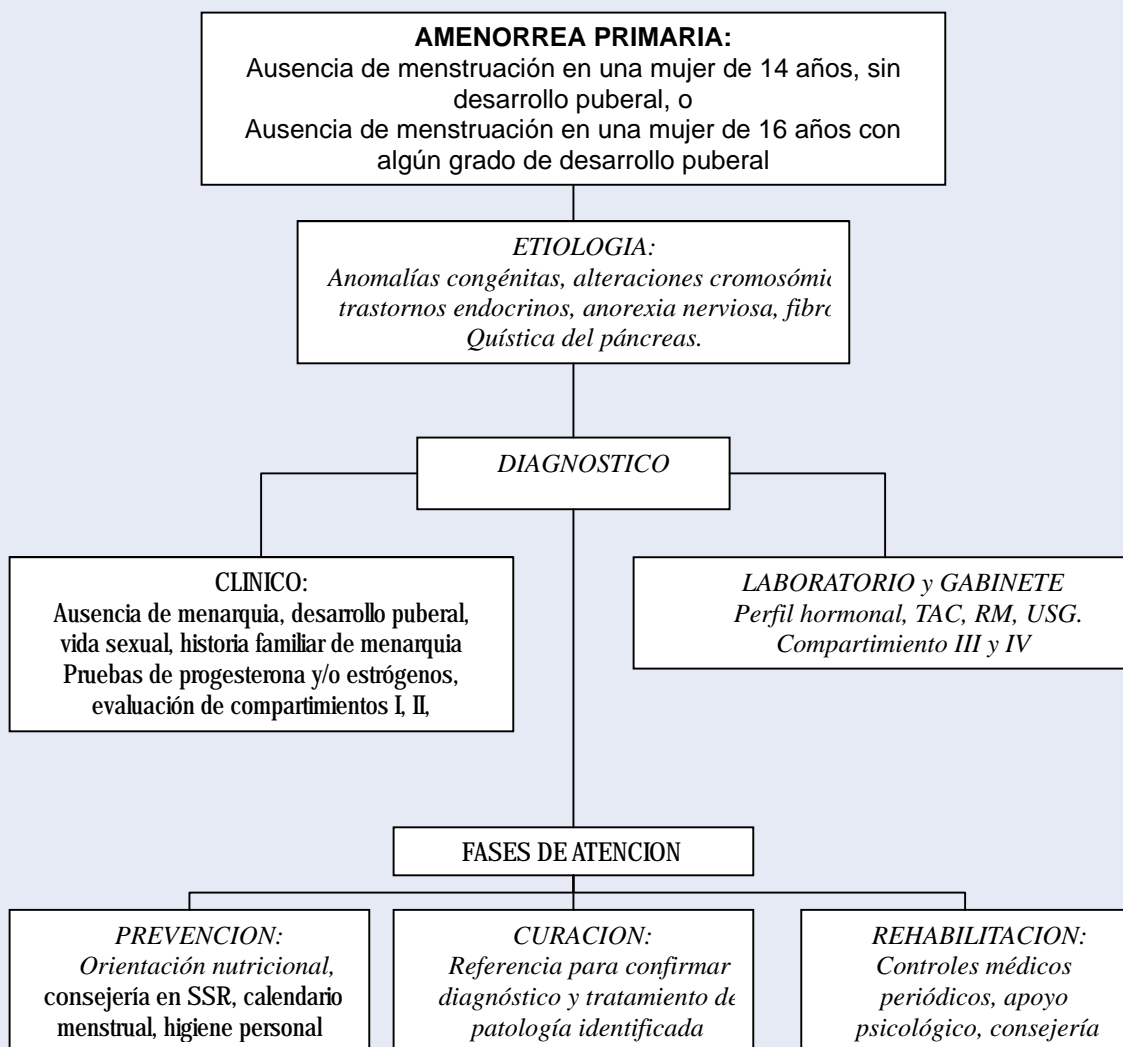 AMENORREA PRIMARIA:
Ausencia de menstruación en una mujer de 14 años, sin
desarrollo puberal, o
Ausencia de menstruación en una mujer de 16 años con
algún grado de desarrollo puberal
ETIOLOGIA:
Anomalías congénitas, alteraciones
trastornos endocrinos, anorexia nerviosa,
Quística del páncreas.
DIAGNOSTICO
CLINICO:
Ausencia de menarquia, desarrollo puberal,
vida sexual, historia familiar de menarquia
Pruebas de progesterona y/o estrógenos,
evaluación de compartimientos I, II,
LABORATORIO y GABINETE
Perfil hormonal, TAC, RM, USG.
Compartimiento III y IV
FASES DE ATENCION
PREVENCION:
Orientación nutricional,
consejería en SSR, calendario
menstrual, higiene personal
CURACION:
Referencia para confirmar
diagnóstico y tratamiento de
patología identificada
REHABILITACION:
Controles médicos
periódicos, apoyo
psicológico, consejería